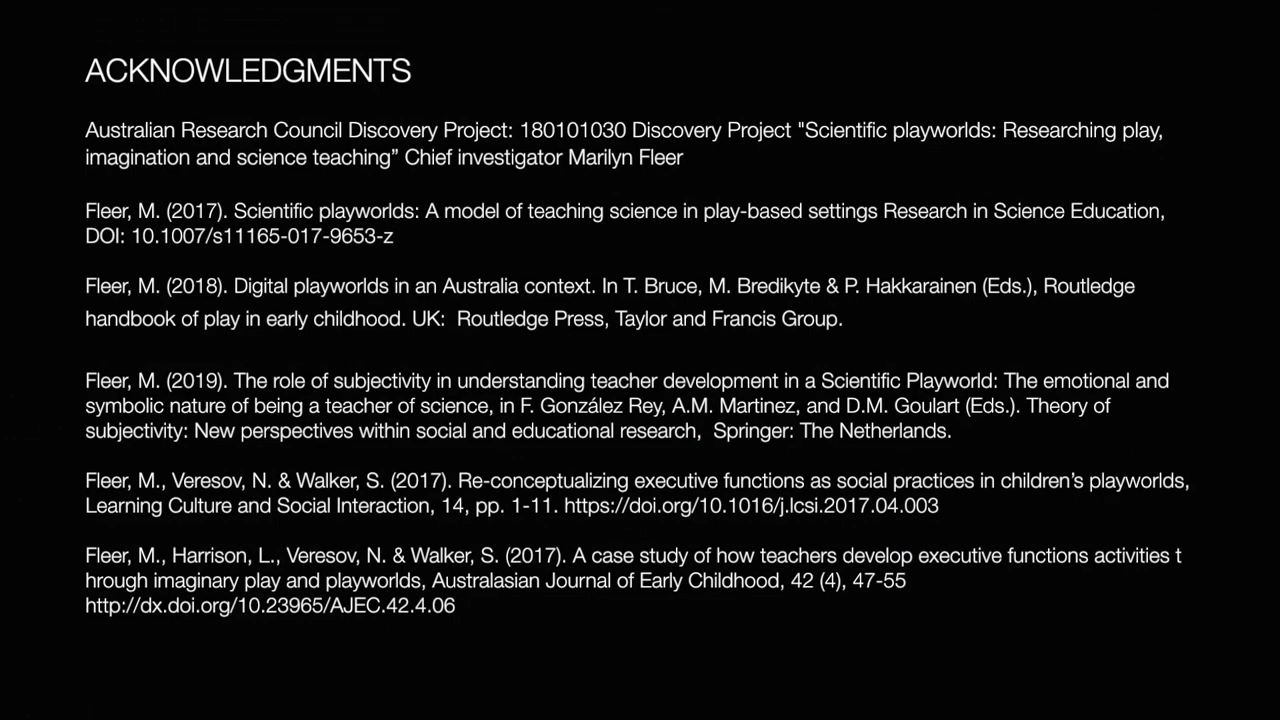 ACKNOWLEDGMENTS
Australian Research Council Discovery Project: 180101030 Discovery Project "Scientific playworlds: Researching play,
imagination and science teaching” Chief investigator Marilyn Fleer
Fleer, M. (2017). Scientific playworlds: A model of teaching science in play-based settings Research in Science Education,
DOI: 10.1007/s11165-017-9653-z
Fleer, M. (2018). Digital playworlds in an Australia context. In T. Bruce, M. Bredikyte & P. Hakkarainen (Eds.), Routledge
handbook of play in early childhood. UK:  Routledge Press, Taylor and Francis Group.
Fleer, M. (2019). The role of subjectivity in understanding teacher development in a Scientific Playworld: The emotional and
symbolic nature of being a teacher of science, in F. González Rey, A.M. Martinez, and D.M. Goulart (Eds.). Theory of
subjectivity: New perspectives within social and educational research,  Springer: The Netherlands.
Fleer, M., Veresov, N. & Walker, S. (2017). Re-conceptualizing executive functions as social practices in children’s playworlds,
Learning Culture and Social Interaction, 14, pp. 1-11. https://doi.org/10.1016/j.lcsi.2017.04.003
Fleer, M., Harrison, L., Veresov, N. & Walker, S. (2017). A case study of how teachers develop executive functions activities t
hrough imaginary play and playworlds, Australasian Journal of Early Childhood, 42 (4), 47-55
http://dx.doi.org/10.23965/AJEC.42.4.06